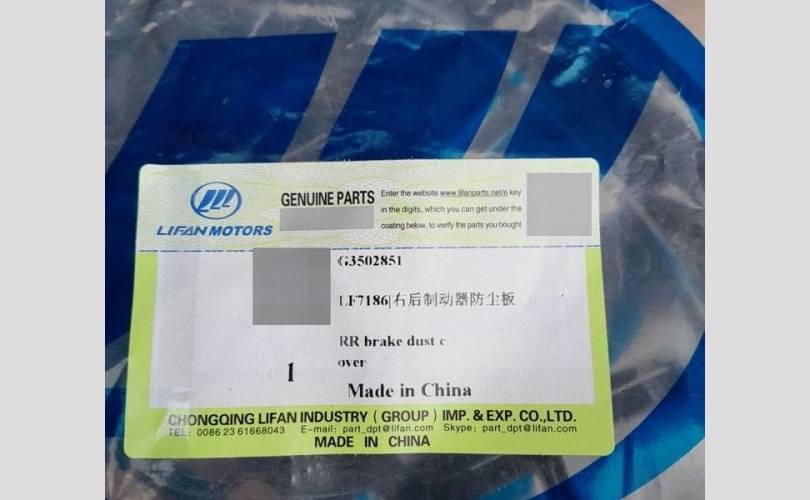 GENUINE PARTS
Enter the website www.lifanparts.net/e key
in the digits, which you can get under the
coating below, to verify the parts you bought
LIFAN MOTORS
G3502851
LF7186|右后制动器防尘板
RR brake dust c
over
1
Made in China
CHONGQING LIFAN INDUSTRY ( GROUP ) IMP. & EXP. CO.,LTD.
TEL: 0086 23 61668043 E-mail: part_dpt@lifan.com Skype: part_dpt@lifan.com
MADE IN CHINA